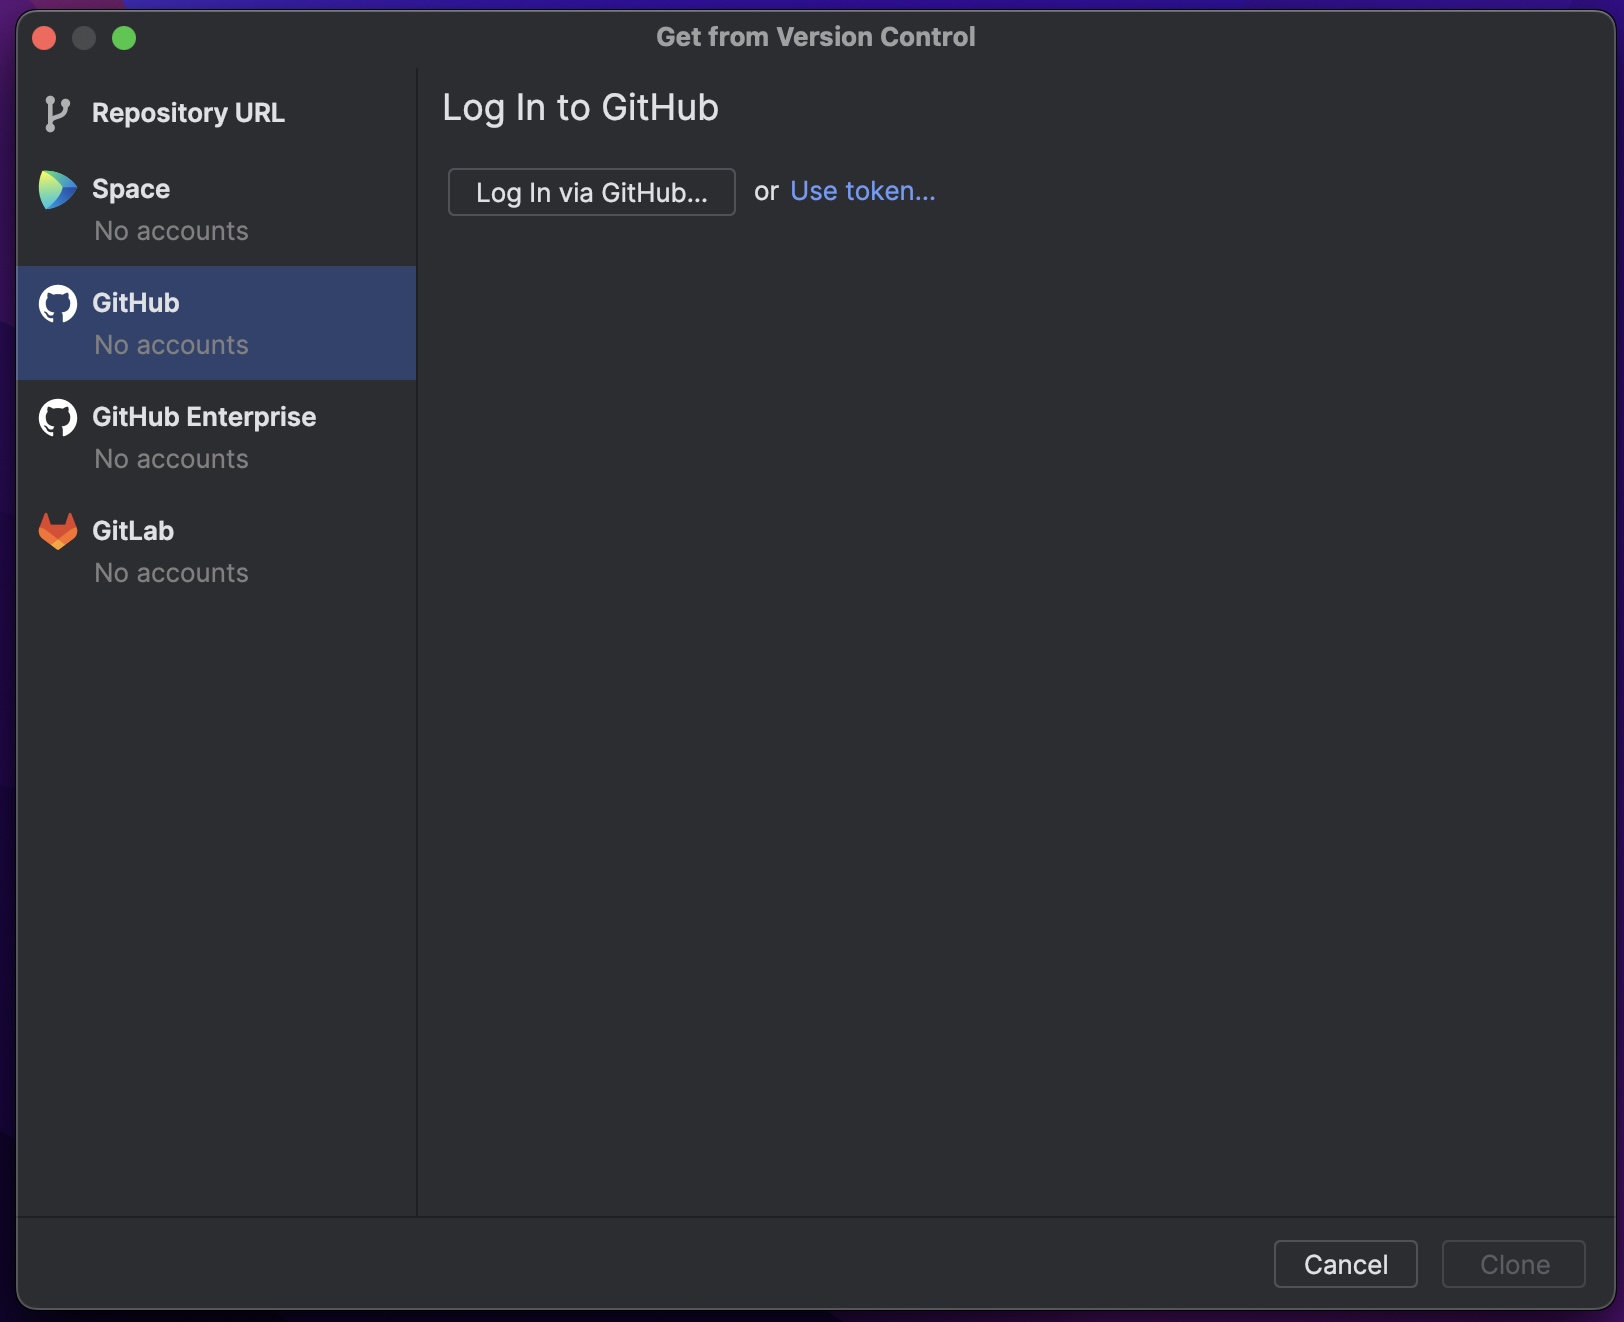 Get from Version Control
Repository URL
Space
No accounts
GitHub
No accounts
GitHub Enterprise
No accounts
GitLab
No accounts
Log In to GitHub
Log In via GitHub... or Use token...
Cancel Clone